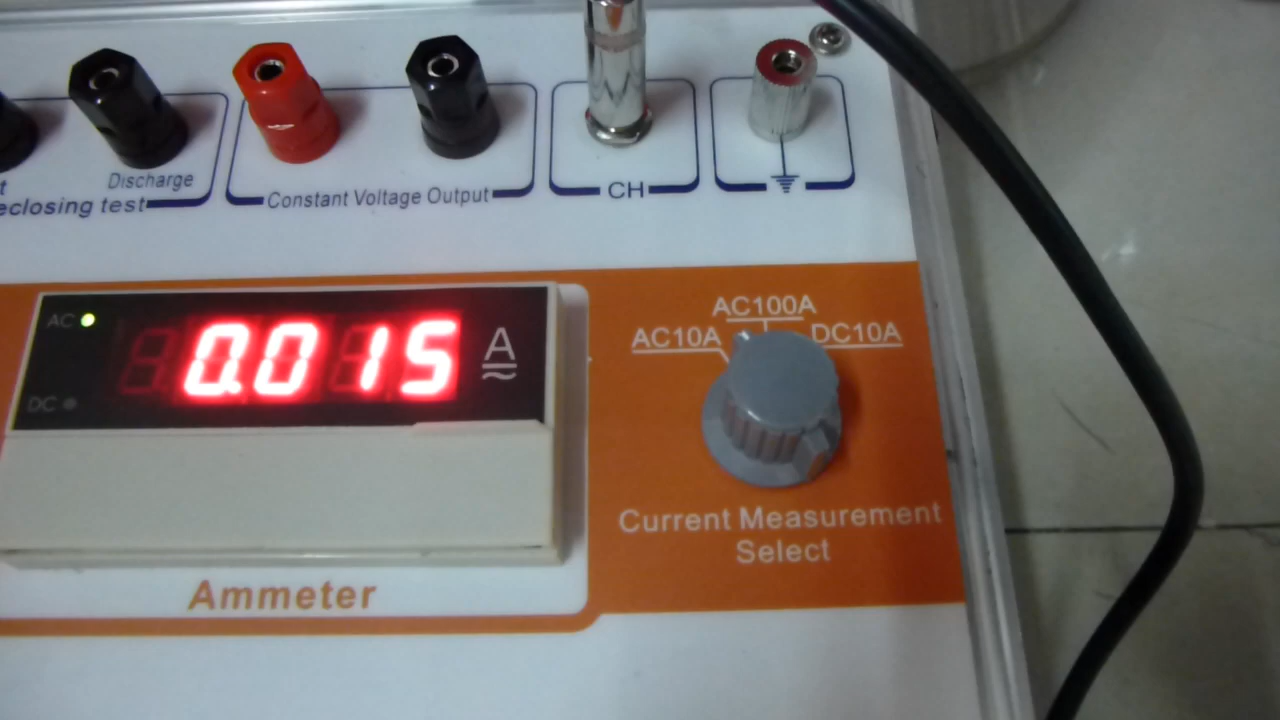 Discharge
t
eclosing test
Constant Voltage Output
CH
AC
0.015
A
DC
AC100A
AC10A
DC10A
Current Measurement
Select
Ammeter